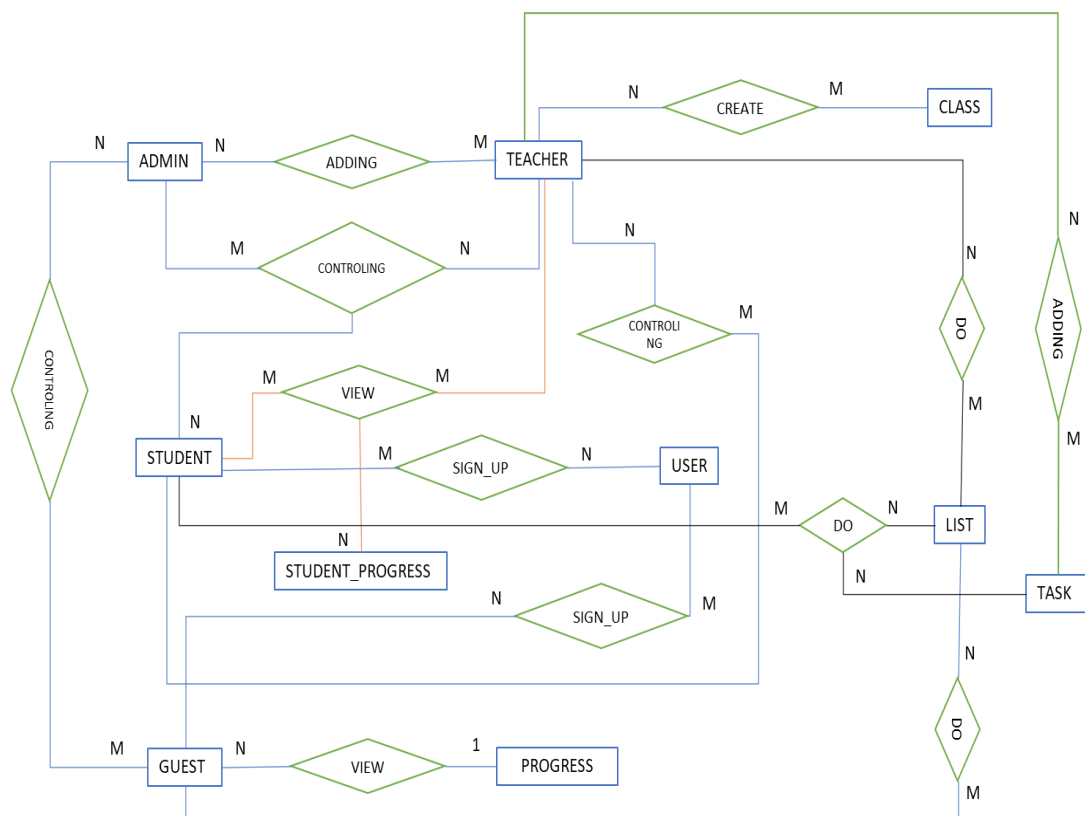 N
M
CREATE
CLASS
N
N
M
ADMIN
ADDING
TEACHER
N
M
N
N
CONTROLING
M
N
CONTROLI
NG
DO
ADDING
CONTROLING
M
M
VIEW
M
M
N
STUDENT
M
SIGN_UP
N
USER
M
N
DO
LIST
N
STUDENT_PROGRESS
N
TASK
N
SIGN_UP
M
N
DO
M
N
1
GUEST
VIEW
PROGRESS
M